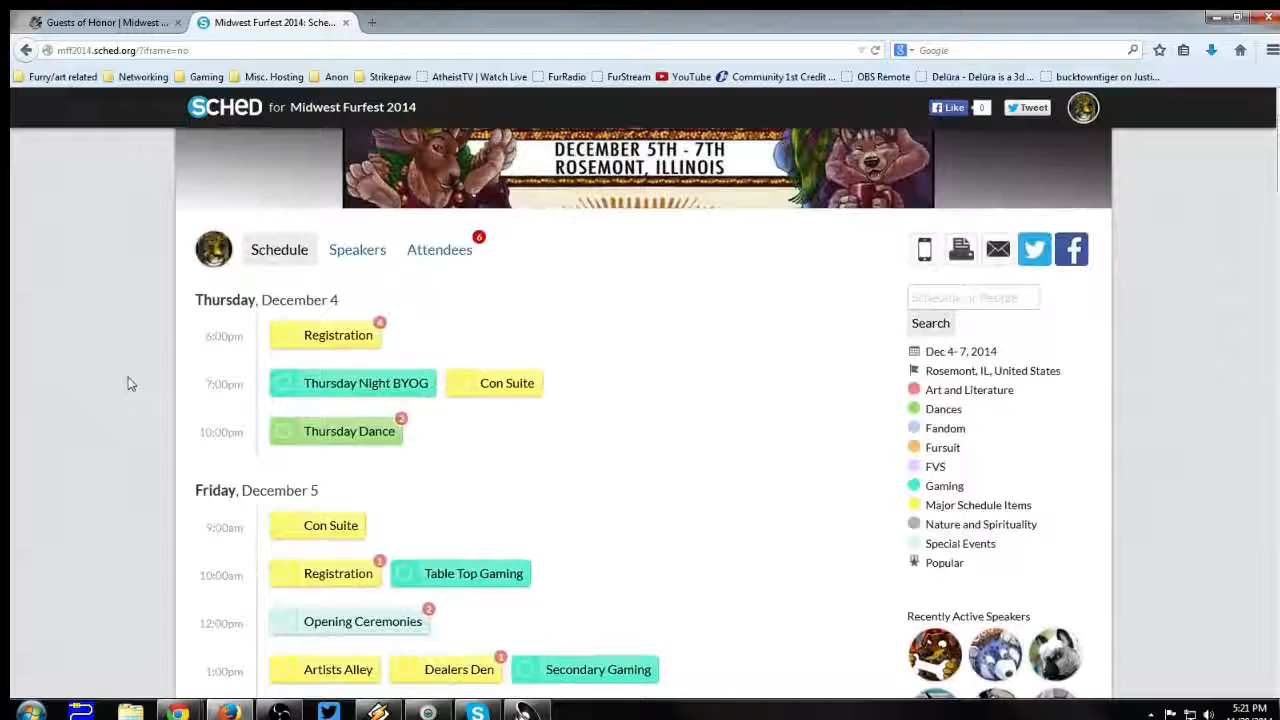 Guests of Honor | Midwest ...
Midwest Furfest 2014: Sche...
mff2014.sched.org/?iframe=no
Google
Furry/art related
Networking
Gaming
Misc. Hosting
Anon
Strikepaw
AtheistTV | Watch Live
FurRadio
FurStream
YouTube
Community 1st Credit ...
OBS Remote
Delüra - Delüra is a 3d ...
bucktowntiger on Justi...
SCHED for Midwest Furfest 2014
Like
0
Tweet
DECEMBER 5TH - 7TH
ROSEMONT, ILLINOIS
Schedule
Speakers
Attendees
6
Thursday, December 4
6:00pm
Registration
4
7:00pm
Thursday Night BYOG
Con Suite
10:00pm
Thursday Dance
2
Friday, December 5
9:00am
Con Suite
10:00am
Registration
1
Table Top Gaming
12:00pm
Opening Ceremonies
2
1:00pm
Artists Alley
Dealers Den
1
Secondary Gaming
Schedule or People
Search
Dec 4-7, 2014
Rosemont, IL, United States
Art and Literature
Dances
Fandom
Fursuit
FVS
Gaming
Major Schedule Items
Nature and Spirituality
Special Events
Popular
Recently Active Speakers
5:21 PM